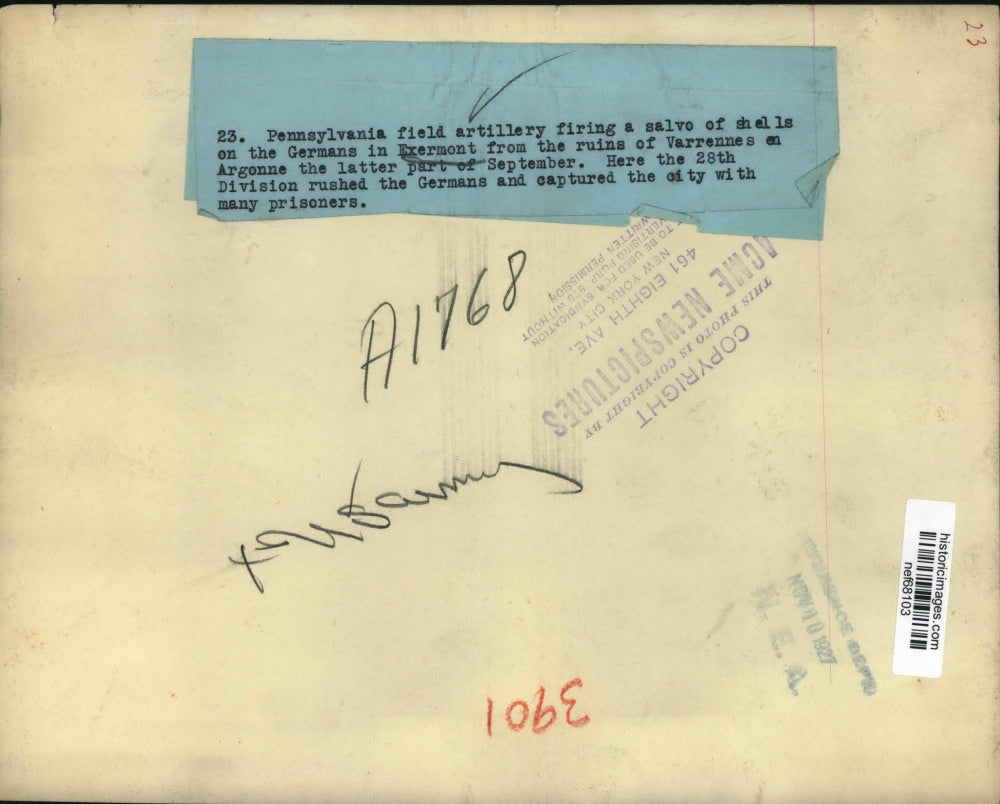 23
23. Pennsylvania field artillery firing a salvo of shells
on the Germans in Exermont from the ruins of Varrennes en
Argonne the latter part of September. Here the 28th
Division rushed the Germans and captured the city with
many prisoners.
A1768
COPYRIGHT
THIS PHOTO IS COPYRIGHT BY
ACME NEWSPICTURES
461 EIGHTH AVE.
NEW YORK CITY
TO BE USED FOR SYNDICATION
WITHOUT
WRITTEN PERMISSION
historicimages.com
nef68103
REFERENCE DEPT.
NOV 10 1927
N. E. A.
3901